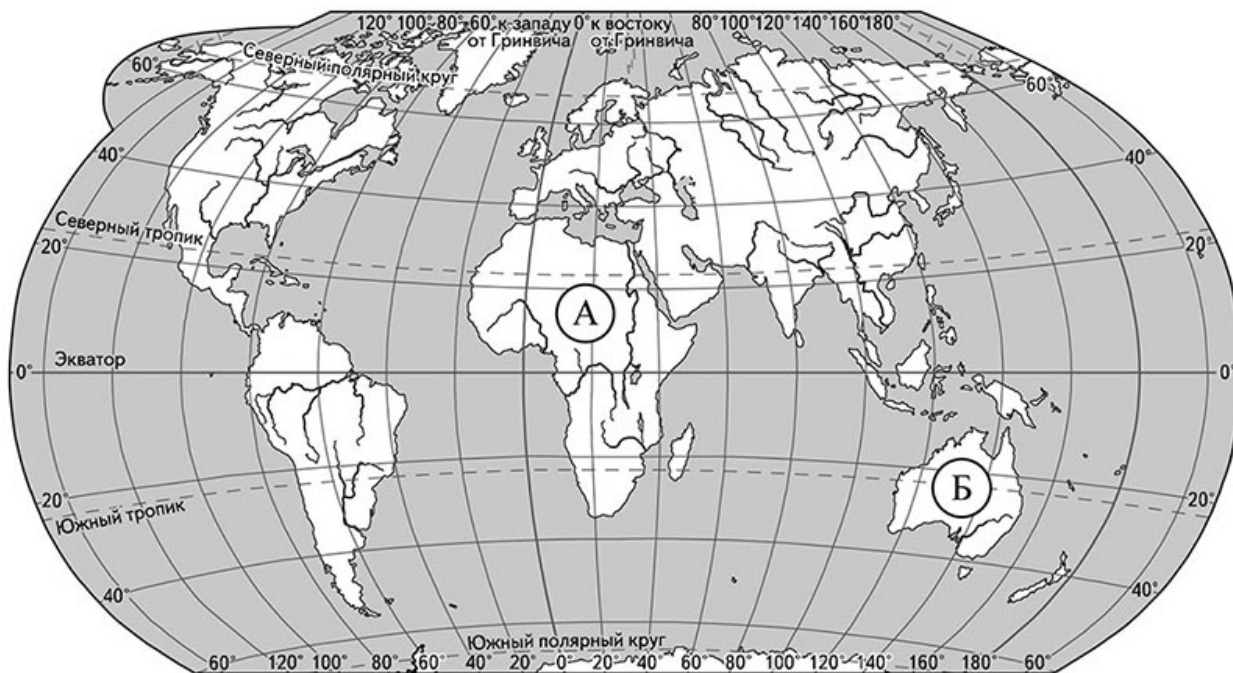 120° 100° 80° 60° к западу 0° к востоку 80° 100° 120° 140° 160° 180°
от Гринвича от Гринвича
Северный полярный круг
60° 60°
40° 40°
Северный тропик
20° 20°
А
Экватор
0° 0°
Б
20° 20°
Южный тропик
40° 40°
Южный полярный круг
60° 120° 100° 80° 60° 40° 20° 0° 20° 40° 60° 80° 100° 120° 140° 160° 180° 60°